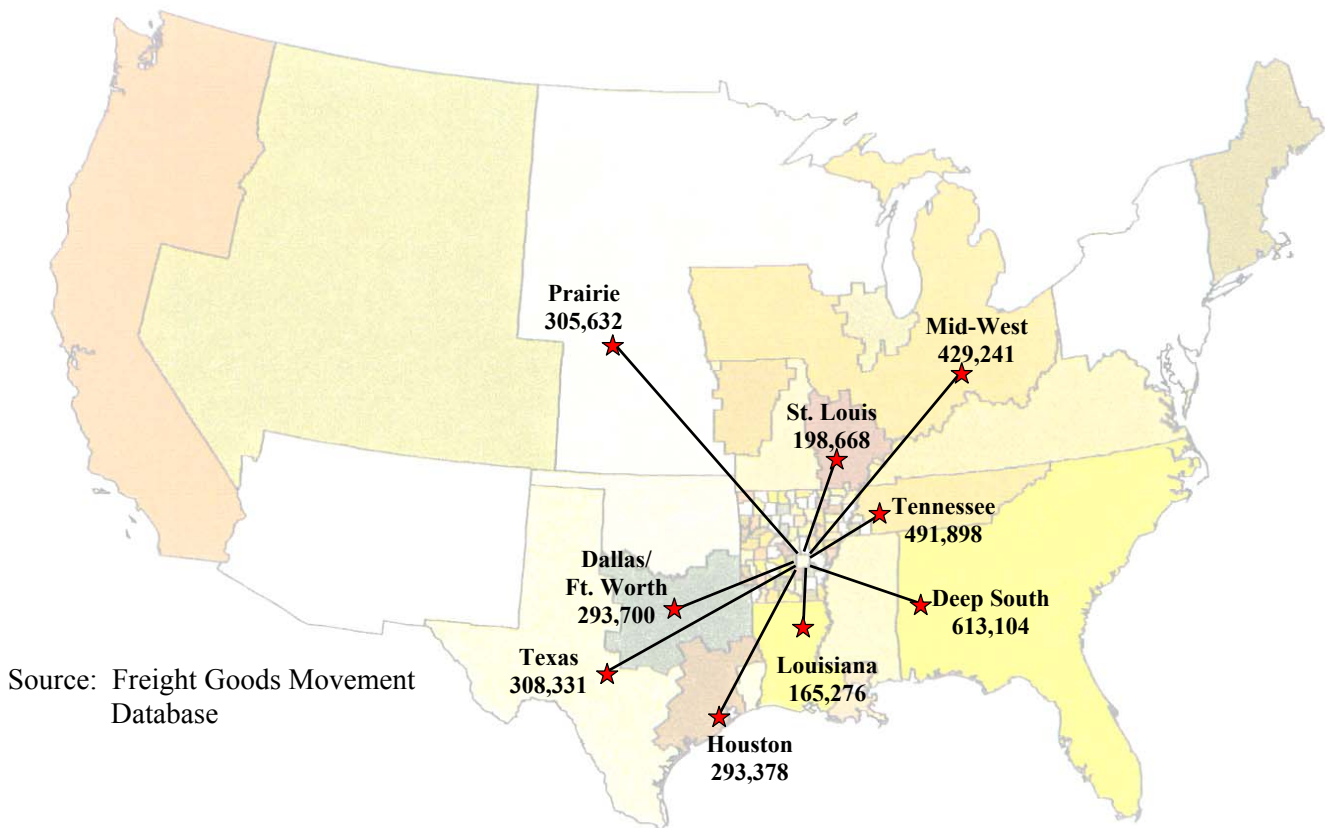 Prairie
305,632
Mid-West
429,241
St. Louis
198,668
Tennessee
491,898
Dallas/
Ft. Worth
293,700
Deep South
613,104
Texas
308,331
Louisiana
165,276
Houston
293,378
Source: Freight Goods Movement
Database